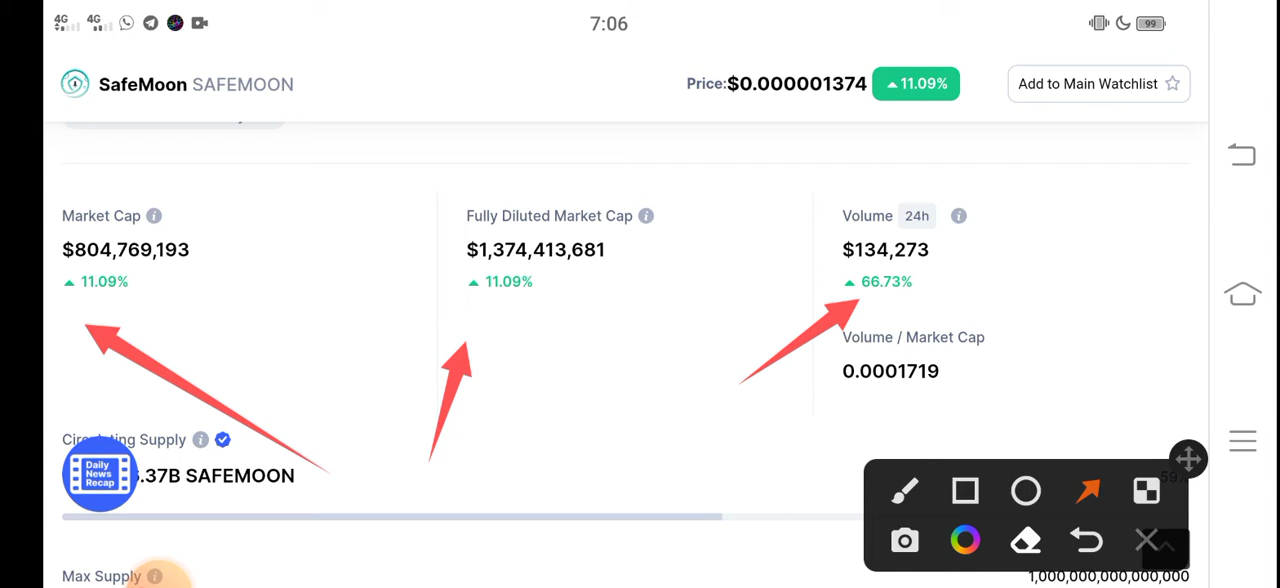 4G 4G 7:06 99
SafeMoon SAFEMOON Price:$0.000001374 11.09% Add to Main Watchlist
Market Cap Fully Diluted Market Cap Volume 24h
$804,769,193 $1,374,413,681 $134,273
11.09% 11.09% 66.73%
Volume / Market Cap
0.0001719
Supply
Daily
News
Recap
SAFEMOON
59%
Max Supply 1,000,000,000,000,000